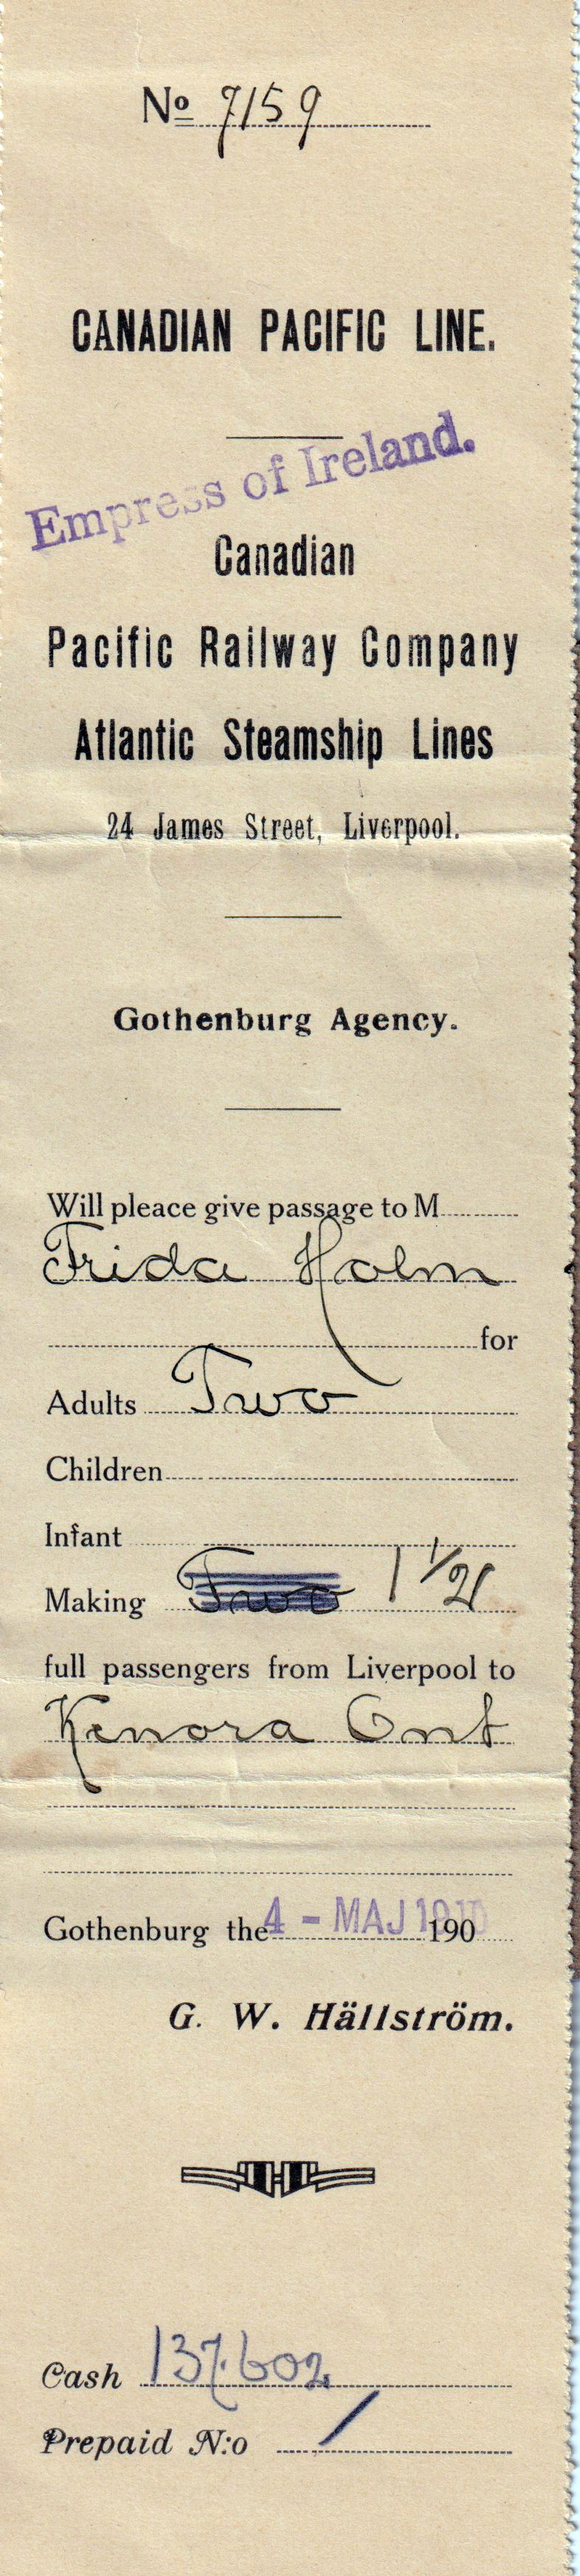 Nº 7159
CANADIAN PACIFIC LINE.
Empress of Ireland.
Canadian
Pacific Railway Company
Atlantic Steamship Lines
24 James Street, Liverpool.
Gothenburg Agency.
Will pleace give passage to M
Frida Holm
for
Adults Two
Children
Infant
Making Two 1 1/2
full passengers from Liverpool to
Kenora Ont
Gothenburg the 4 - MAJ 1910 190
G. W. Hällström.
Cash 137.602
Prepaid N:o /